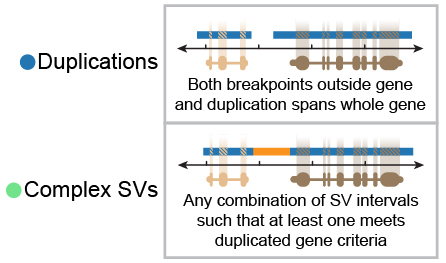 Duplications
Both breakpoints outside gene
and duplication spans whole gene
Complex SVs
Any combination of SV intervals
such that at least one meets
duplicated gene criteria